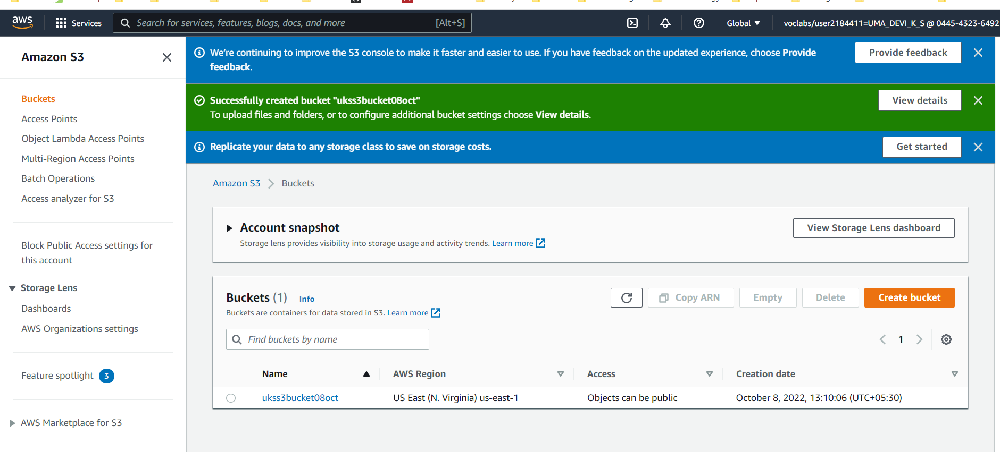 aws
Services
Search for services, features, blogs, docs, and more [Alt+S]
Global
voclabs/user2184411=UMA_DEVI_K_S @ 0445-4323-6492
Amazon S3
Buckets
Access Points
Object Lambda Access Points
Multi-Region Access Points
Batch Operations
Access analyzer for S3
Block Public Access settings for
this account
Storage Lens
Dashboards
AWS Organizations settings
Feature spotlight 3
AWS Marketplace for S3
We're continuing to improve the S3 console to make it faster and easier to use. If you have feedback on the updated experience, choose Provide
feedback.
Provide feedback
Successfully created bucket "ukss3bucket08oct"
To upload files and folders, or to configure additional bucket settings choose View details.
View details
Replicate your data to any storage class to save on storage costs.
Get started
Amazon S3 Buckets
Account snapshot
Storage lens provides visibility into storage usage and activity trends. Learn more
View Storage Lens dashboard
Buckets (1) Info
Buckets are containers for data stored in S3. Learn more
Copy ARN
Empty
Delete
Create bucket
Find buckets by name
1
Name AWS Region Access Creation date
ukss3bucket08oct US East (N. Virginia) us-east-1 Objects can be public October 8, 2022, 13:10:06 (UTC+05:30)